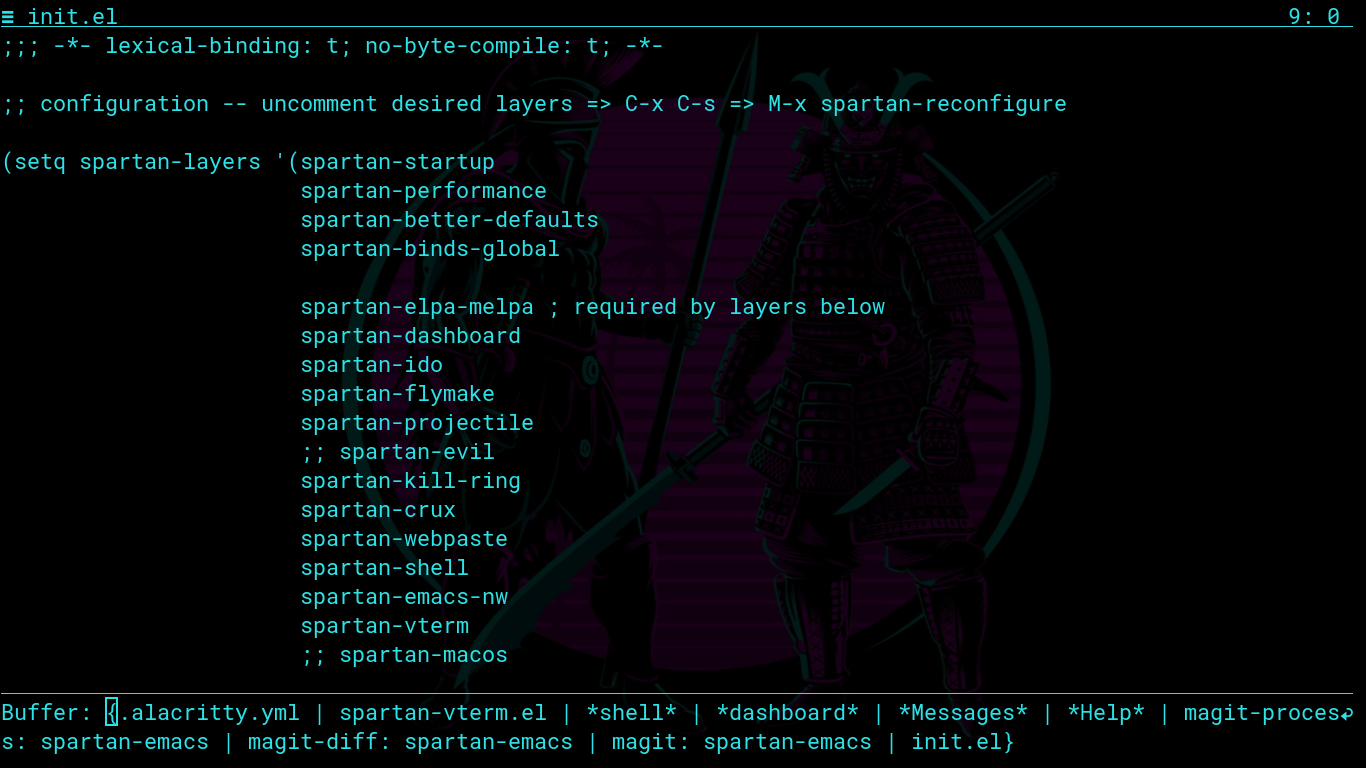 ≡ init.el 9: 0
;;; -*- lexical-binding: t; no-byte-compile: t; -*-
;; configuration -- uncomment desired layers => C-x C-s => M-x spartan-reconfigure
(setq spartan-layers '(spartan-startup
spartan-performance
spartan-better-defaults
spartan-binds-global
spartan-elpa-melpa ; required by layers below
spartan-dashboard
spartan-ido
spartan-flymake
spartan-projectile
;; spartan-evil
spartan-kill-ring
spartan-crux
spartan-webpaste
spartan-shell
spartan-emacs-nw
spartan-vterm
;; spartan-macos
Buffer: {.alacritty.yml | spartan-vterm.el | *shell* | *dashboard* | *Messages* | *Help* | magit-proces↩
s: spartan-emacs | magit-diff: spartan-emacs | magit: spartan-emacs | init.el}